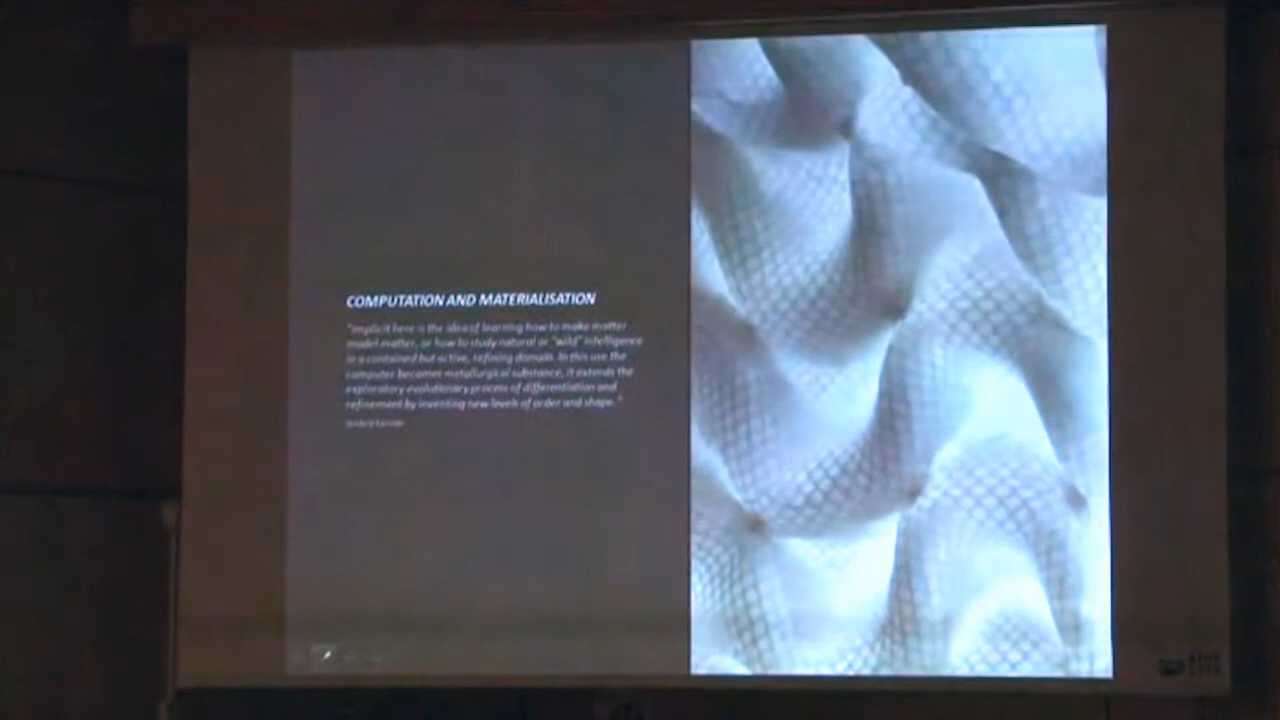 COMPUTATION AND MATERIALISATION
"Implicit here is the idea of learning how to make matter
model matter, or how to study natural or "wild" intelligence
in a contained but active, refining domain. In this use the
computer becomes metallurgical substance, it extends the
exploratory evolutionary process of differentiation and
refinement by inventing new levels of order and shape."